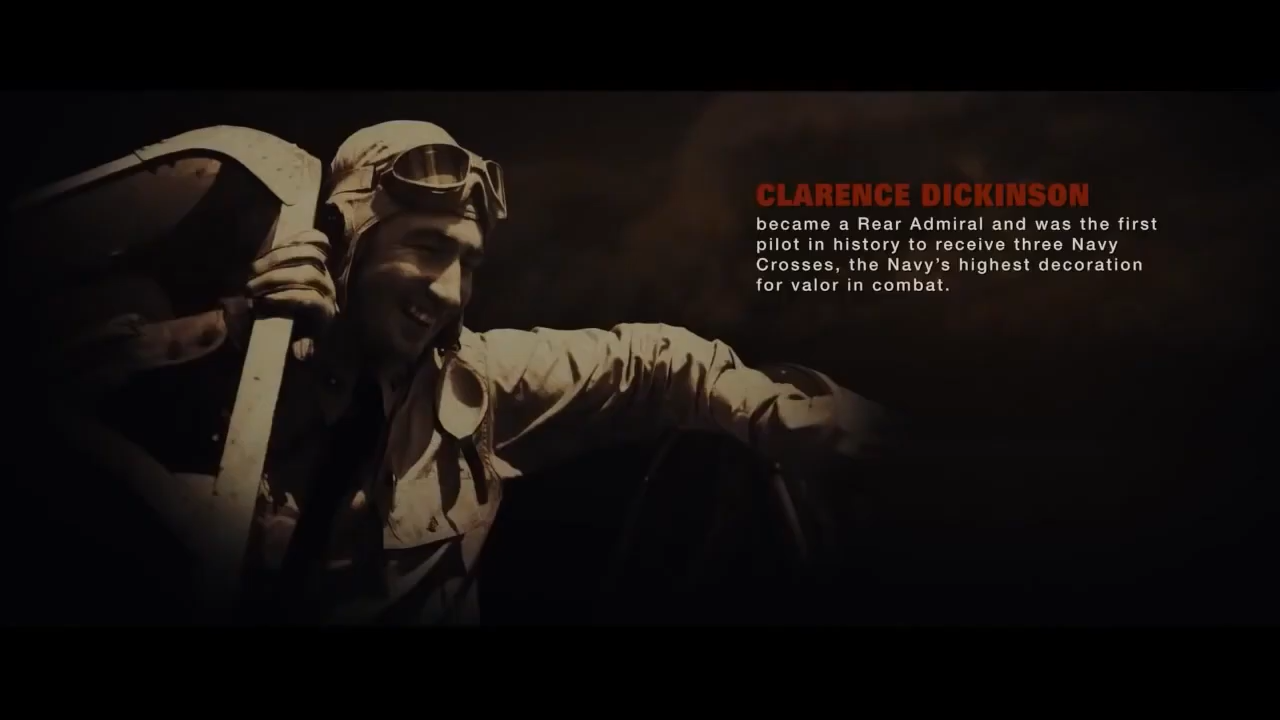 CLARENCE DICKINSON
became a Rear Admiral and was the first
pilot in history to receive three Navy
Crosses, the Navy’s highest decoration
for valor in combat.